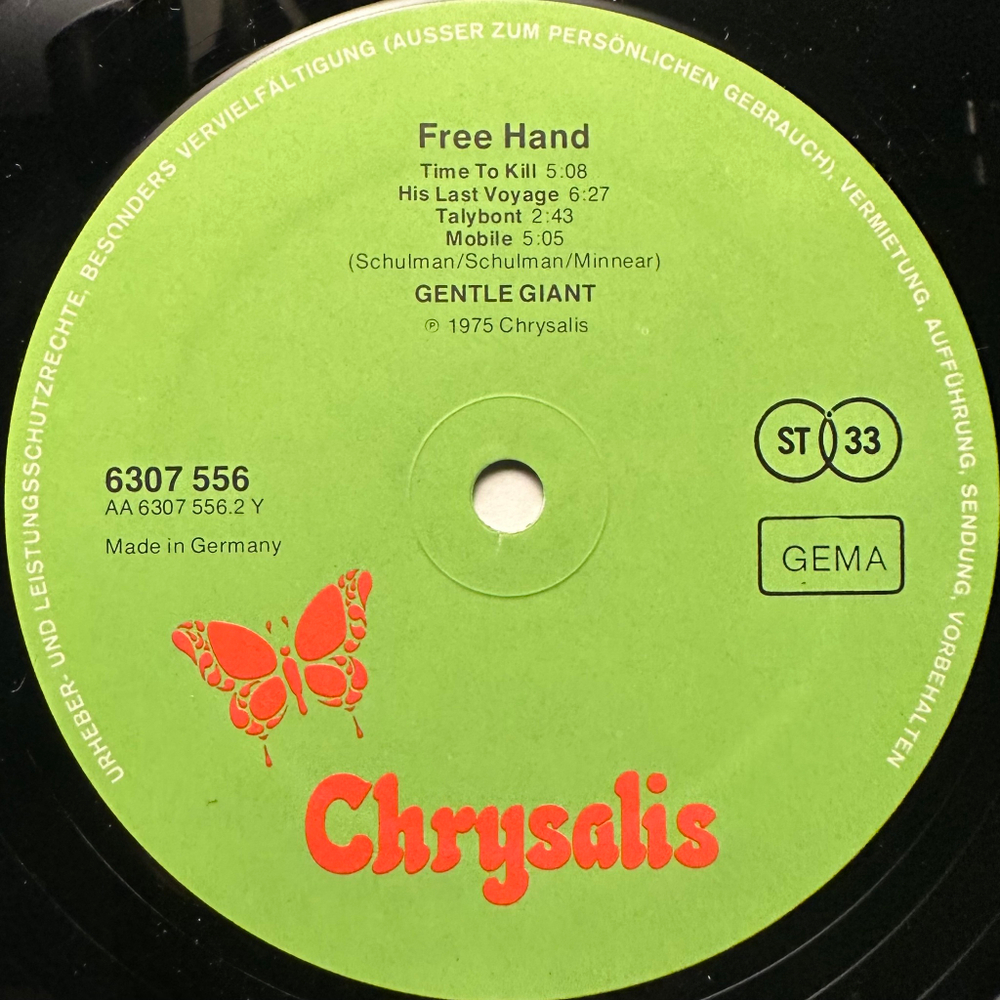 Free Hand
Time To Kill 5:08
His Last Voyage 6:27
Talybont 2:43
Mobile 5:05
(Schulman/Schulman/Minnear)
GENTLE GIANT
℗ 1975 Chrysalis
6307 556
AA 6307 556.2 Y
Made in Germany
ST 33
GEMA
Chrysalis
URHEBER- UND LEISTUNGSSCHUTZRECHTE, BESONDERS VERVIELFÄLTIGUNG (AUSSER ZUM PERSÖNLICHEN GEBRAUCH), VERMIETUNG, AUFFÜHRUNG, SENDUNG, VORBEHALTEN